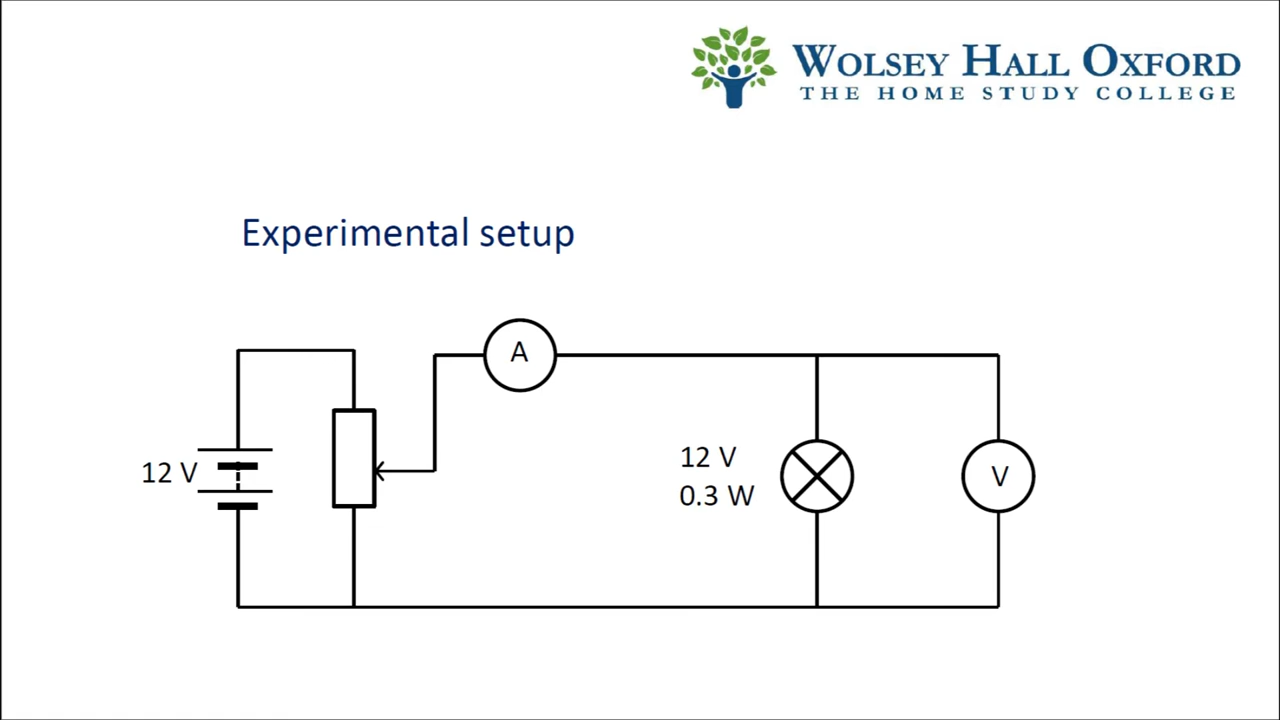 WOLSEY HALL OXFORD
THE HOME STUDY COLLEGE
Experimental setup
A
12 V
12 V
0.3 W
V